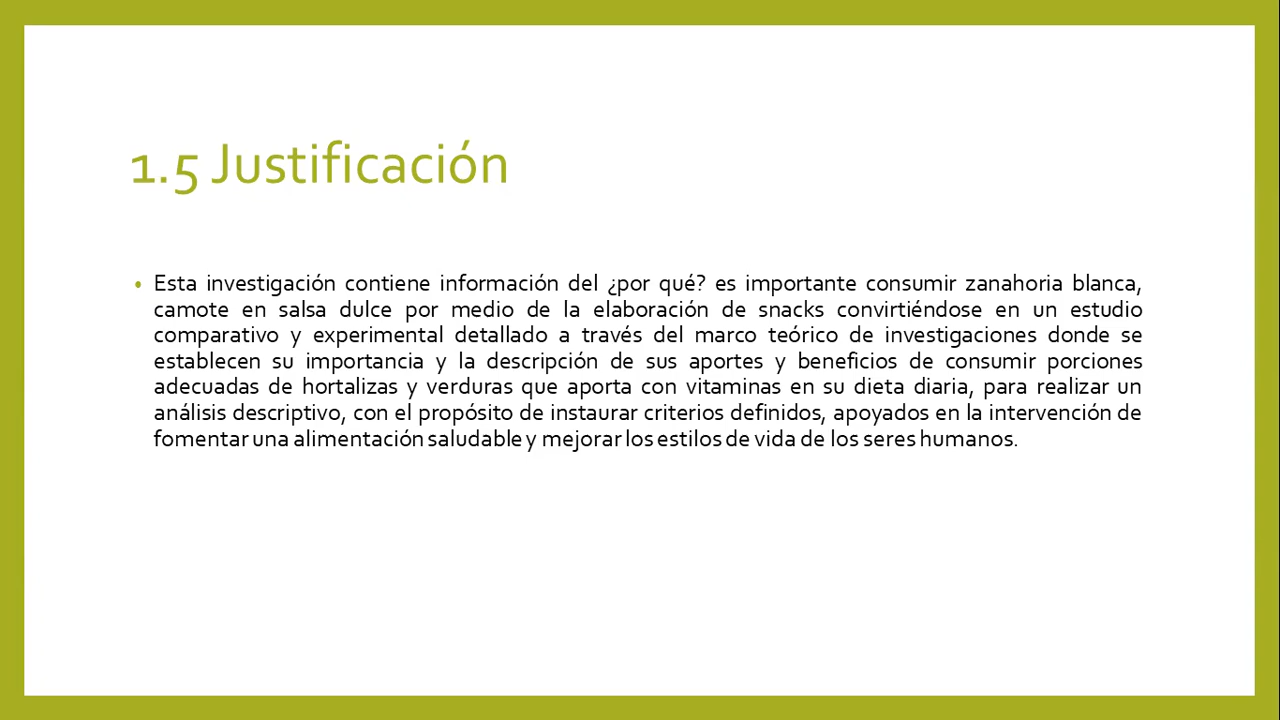 1.5 Justificación
• Esta investigación contiene información del ¿por qué? es importante consumir zanahoria blanca,
camote en salsa dulce por medio de la elaboración de snacks convirtiéndose en un estudio
comparativo y experimental detallado a través del marco teórico de investigaciones donde se
establecen su importancia y la descripción de sus aportes y beneficios de consumir porciones
adecuadas de hortalizas y verduras que aporta con vitaminas en su dieta diaria, para realizar un
análisis descriptivo, con el propósito de instaurar criterios definidos, apoyados en la intervención de
fomentar una alimentación saludable y mejorar los estilos de vida de los seres humanos.